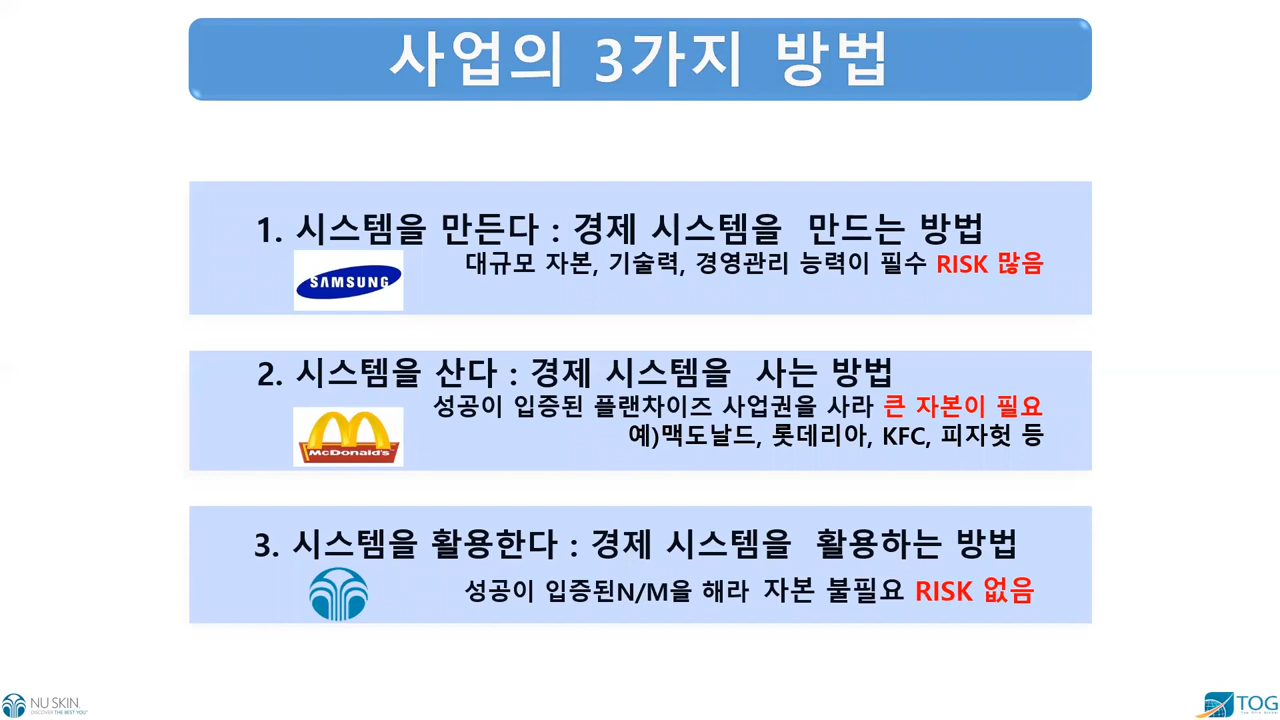 사업의 3가지 방법
1. 시스템을 만든다 : 경제 시스템을 만드는 방법
대규모 자본, 기술력, 경영관리 능력이 필수 RISK 많음
SAMSUNG
2. 시스템을 산다 : 경제 시스템을 사는 방법
성공이 입증된 플랜차이즈 사업권을 사라 큰 자본이 필요
예)맥도날드, 롯데리아, KFC, 피자헛 등
McDonald's
3. 시스템을 활용한다 : 경제 시스템을 활용하는 방법
성공이 입증된N/M을 해라 자본 불필요 RISK 없음
NU SKIN
DISCOVER THE BEST YOU
TOG